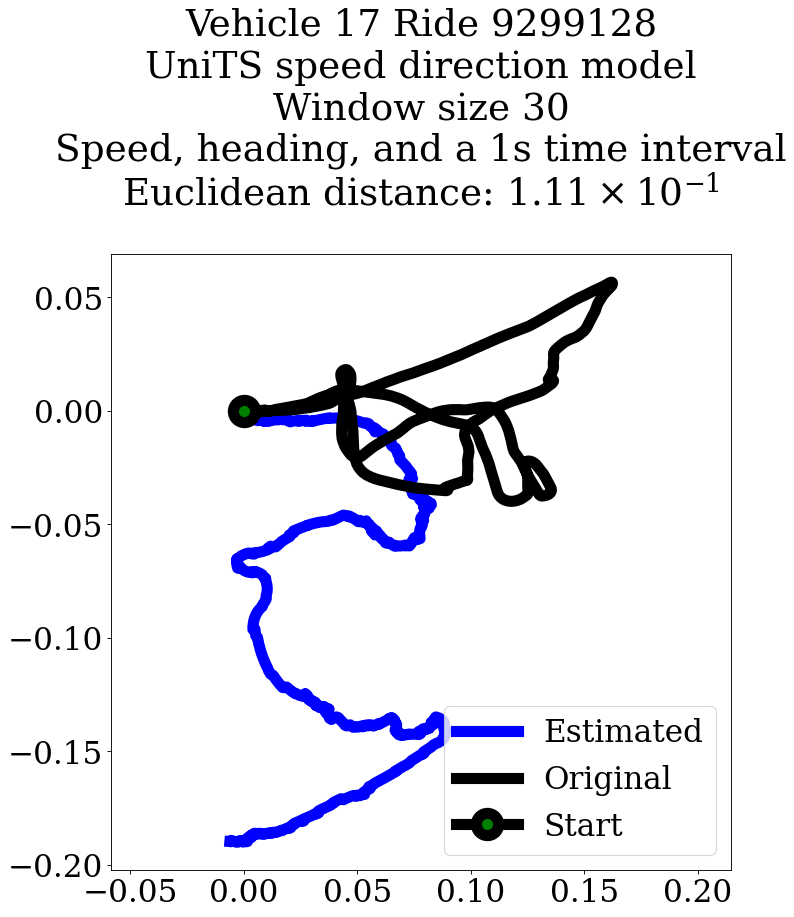 Vehicle 17 Ride 9299128
UniTS speed direction model
Window size 30
Speed, heading, and a 1s time interval
Euclidean distance: 1.11 × 10⁻¹
0.05
0.00
−0.05
−0.10
−0.15
−0.20
Estimated
Original
Start
−0.05 0.00 0.05 0.10 0.15 0.20